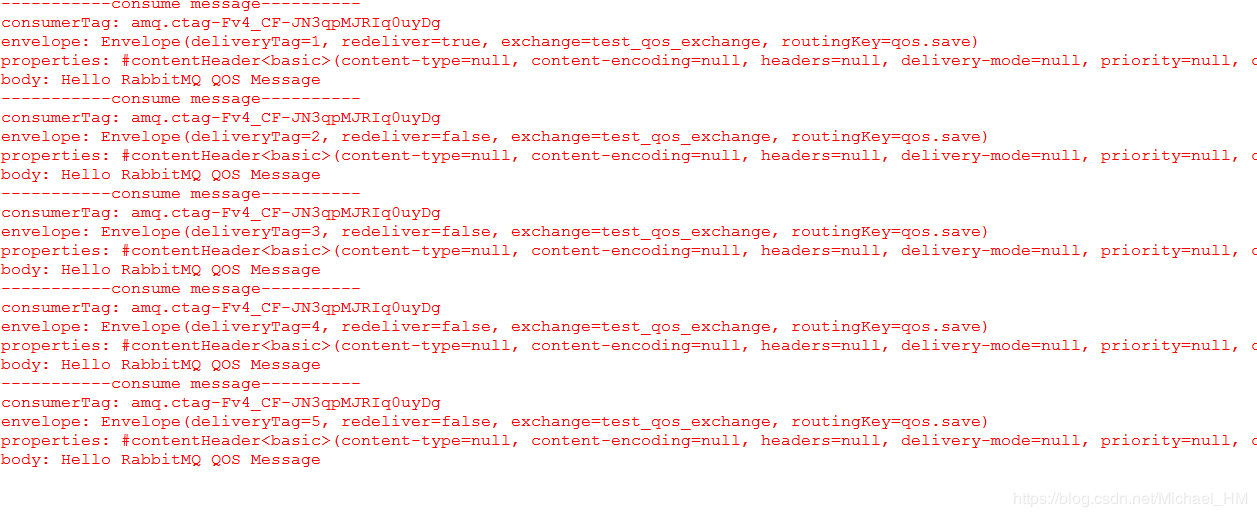 -----------consume message----------
consumerTag: amq.ctag-Fv4_CF-JN3qpMJRIq0uyDg
envelope: Envelope(deliveryTag=1, redeliver=true, exchange=test_qos_exchange, routingKey=qos.save)
properties: #contentHeader<basic>(content-type=null, content-encoding=null, headers=null, delivery-mode=null, priority=null, c
body: Hello RabbitMQ QOS Message
-----------consume message----------
consumerTag: amq.ctag-Fv4_CF-JN3qpMJRIq0uyDg
envelope: Envelope(deliveryTag=2, redeliver=false, exchange=test_qos_exchange, routingKey=qos.save)
properties: #contentHeader<basic>(content-type=null, content-encoding=null, headers=null, delivery-mode=null, priority=null, c
body: Hello RabbitMQ QOS Message
-----------consume message----------
consumerTag: amq.ctag-Fv4_CF-JN3qpMJRIq0uyDg
envelope: Envelope(deliveryTag=3, redeliver=false, exchange=test_qos_exchange, routingKey=qos.save)
properties: #contentHeader<basic>(content-type=null, content-encoding=null, headers=null, delivery-mode=null, priority=null, c
body: Hello RabbitMQ QOS Message
-----------consume message----------
consumerTag: amq.ctag-Fv4_CF-JN3qpMJRIq0uyDg
envelope: Envelope(deliveryTag=4, redeliver=false, exchange=test_qos_exchange, routingKey=qos.save)
properties: #contentHeader<basic>(content-type=null, content-encoding=null, headers=null, delivery-mode=null, priority=null, c
body: Hello RabbitMQ QOS Message
-----------consume message----------
consumerTag: amq.ctag-Fv4_CF-JN3qpMJRIq0uyDg
envelope: Envelope(deliveryTag=5, redeliver=false, exchange=test_qos_exchange, routingKey=qos.save)
properties: #contentHeader<basic>(content-type=null, content-encoding=null, headers=null, delivery-mode=null, priority=null, c
body: Hello RabbitMQ QOS Message
https://blog.csdn.net/Michael_HM